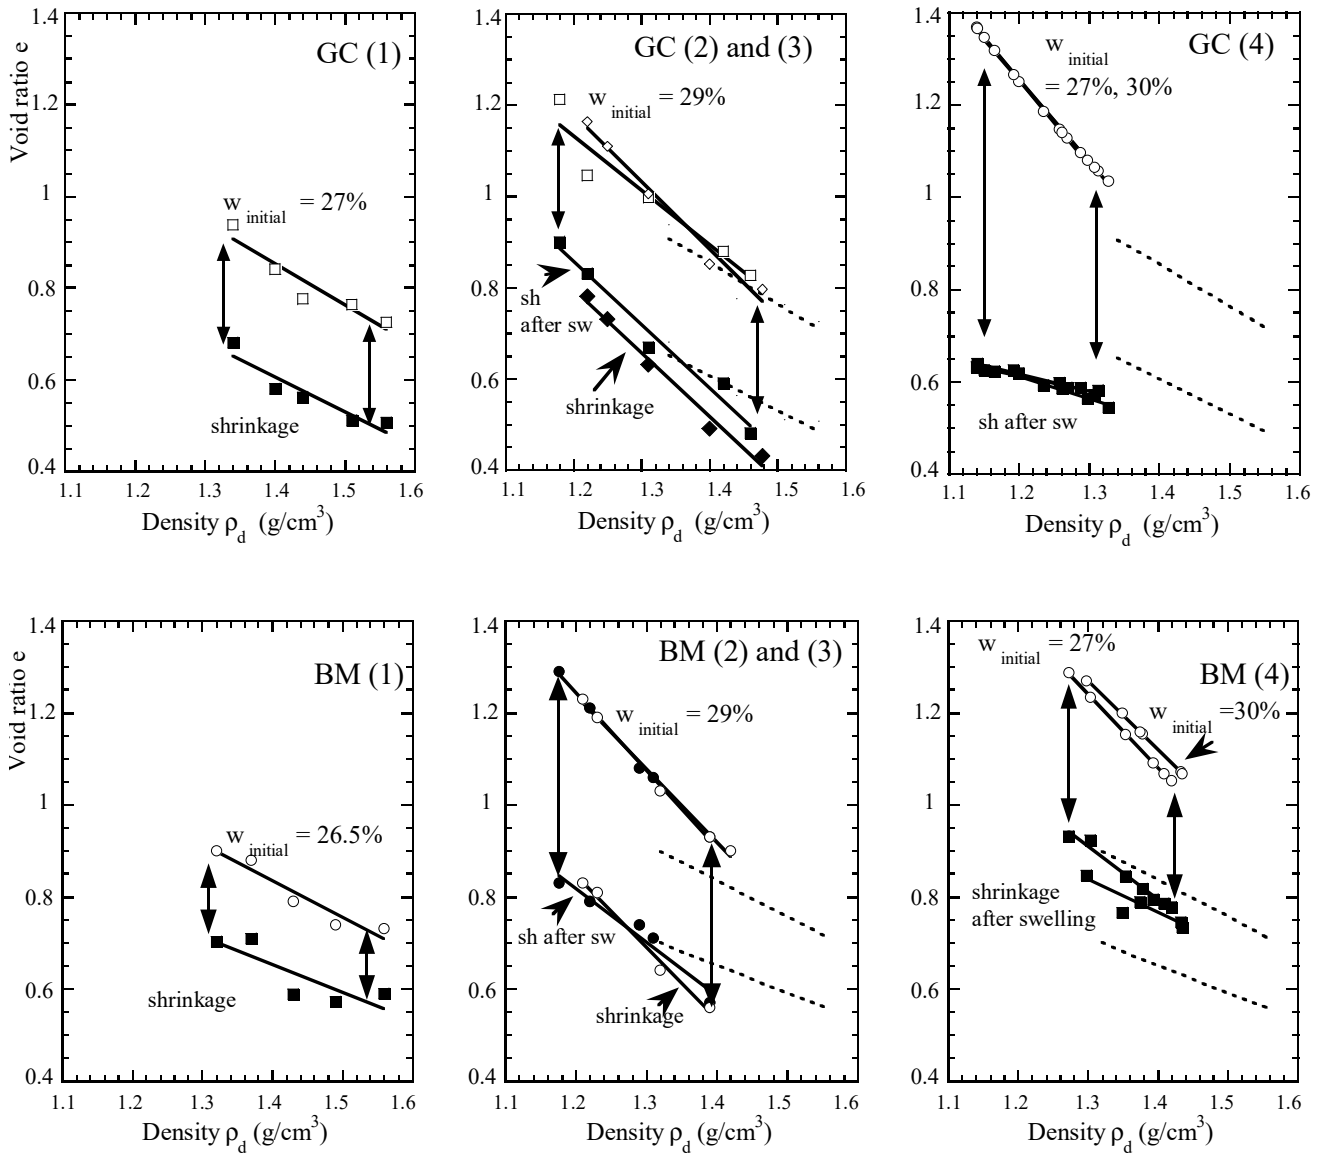 GC (1)
Void ratio e
1.4
1.2
1
0.8
0.6
0.4
w initial = 27%
shrinkage
1.1 1.2 1.3 1.4 1.5 1.6
Density ρd (g/cm3)
GC (2) and (3)
1.4
1.2
1
0.8
0.6
0.4
w initial = 29%
sh
after sw
shrinkage
1.1 1.2 1.3 1.4 1.5 1.6
Density ρd (g/cm3)
GC (4)
1.4
1.2
1
0.8
0.6
0.4
w initial
= 27%, 30%
sh after sw
1.1 1.2 1.3 1.4 1.5 1.6
Density ρd (g/cm3)
BM (1)
Void ratio e
1.4
1.2
1
0.8
0.6
0.4
w initial = 26.5%
shrinkage
1.1 1.2 1.3 1.4 1.5 1.6
Density ρd (g/cm3)
BM (2) and (3)
1.4
1.2
1
0.8
0.6
0.4
w initial = 29%
sh after sw
shrinkage
1.1 1.2 1.3 1.4 1.5 1.6
Density ρd (g/cm3)
w initial = 27%
BM (4)
1.4
1.2
1
0.8
0.6
0.4
w initial =30%
shrinkage
after swelling
1.1 1.2 1.3 1.4 1.5 1.6
Density ρd (g/cm3)